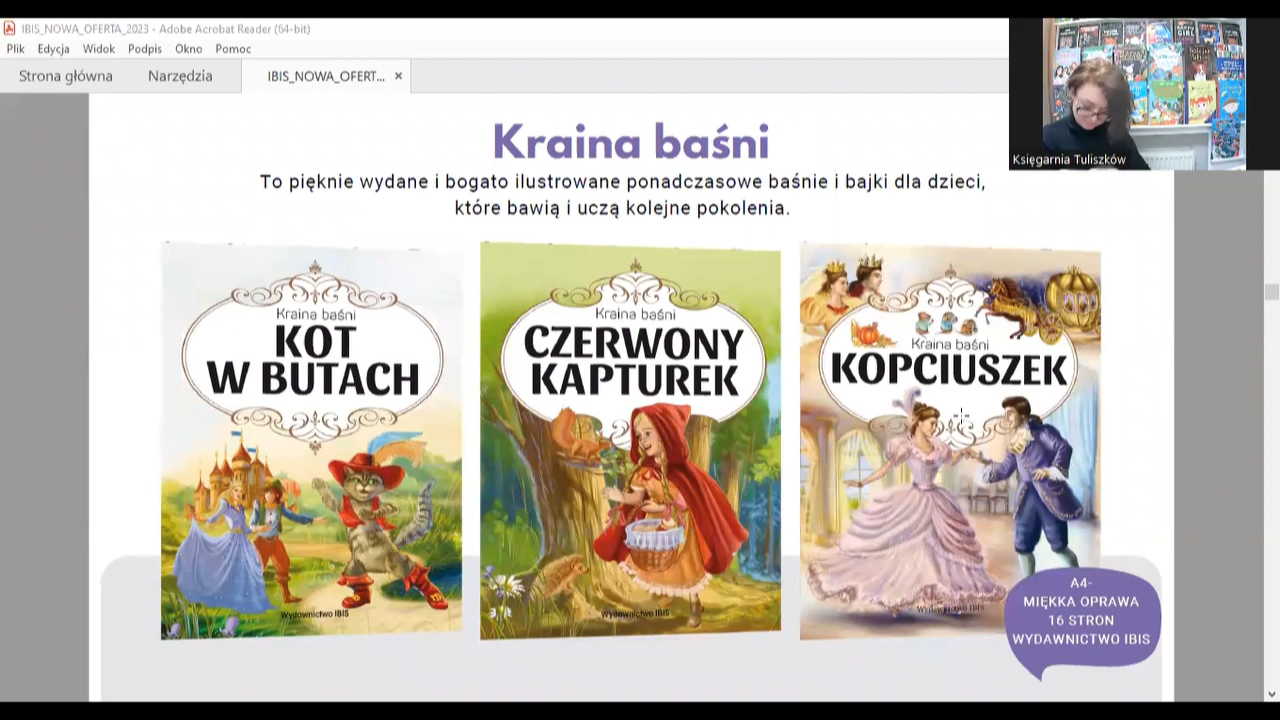 IBIS_NOWA_OFERTA_2023 - Adobe Acrobat Reader (64-bit)
Plik Edycja Widok Podpis Okno Pomoc
Strona główna Narzędzia IBIS_NOWA_OFERT... ×
Księgarnia Tuliszków
Kraina baśni
To pięknie wydane i bogato ilustrowane ponadczasowe baśnie i bajki dla dzieci,
które bawią i uczą kolejne pokolenia.
Kraina baśni
KOT
W BUTACH
Wydawnictwo IBIS
Kraina baśni
CZERWONY
KAPTUREK
Wydawnictwo IBIS
Kraina baśni
KOPCIUSZEK
Wydawnictwo IBIS
A4-
MIĘKKA OPRAWA
16 STRON
WYDAWNICTWO IBIS